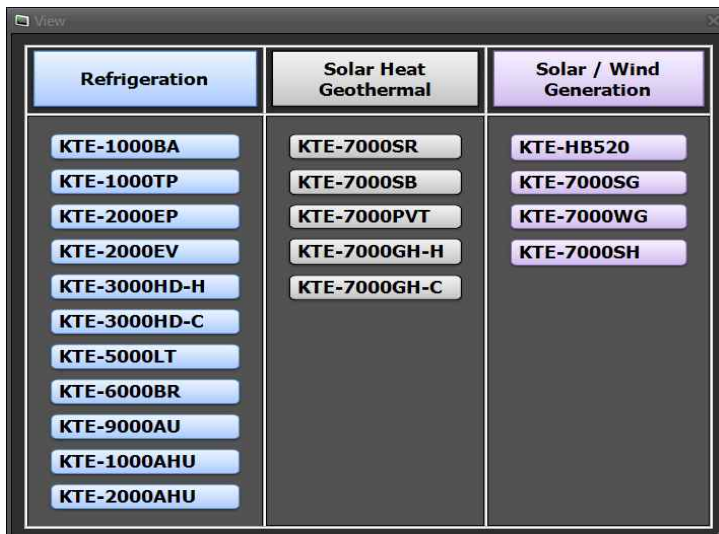 View
Refrigeration
Solar Heat
Geothermal
Solar / Wind
Generation
KTE-1000BA
KTE-1000TP
KTE-2000EP
KTE-2000EV
KTE-3000HD-H
KTE-3000HD-C
KTE-5000LT
KTE-6000BR
KTE-9000AU
KTE-1000AHU
KTE-2000AHU
KTE-7000SR
KTE-7000SB
KTE-7000PVT
KTE-7000GH-H
KTE-7000GH-C
KTE-HB520
KTE-7000SG
KTE-7000WG
KTE-7000SH